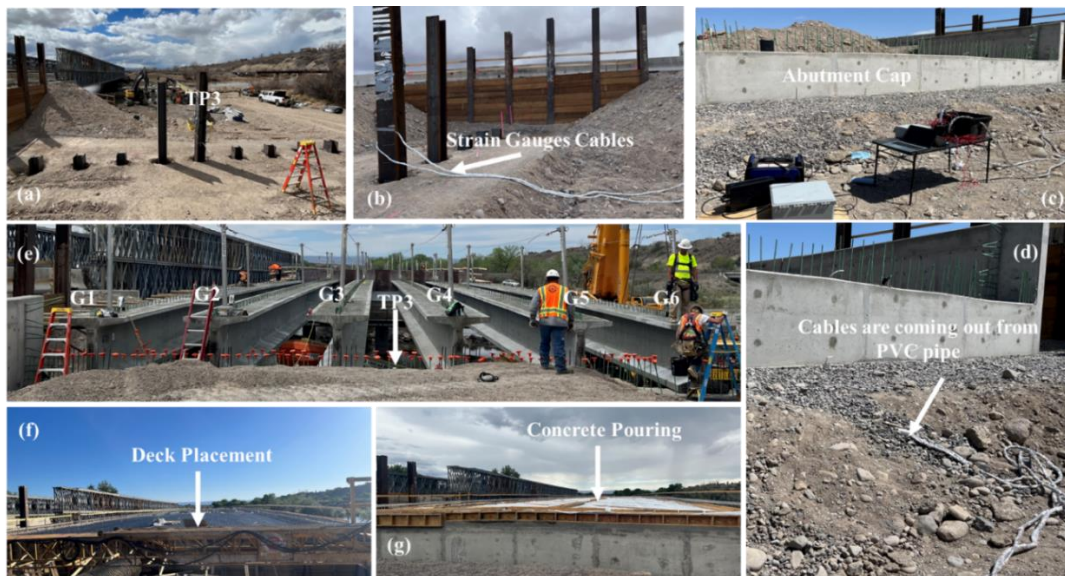 TP3
(a)
Strain Gauges Cables
(b)
Abutment Cap
(c)
(e)
G1
G2
G3
TP3
G4
G5
G6
(d)
Cables are coming out from
PVC pipe
(f)
Deck Placement
Concrete Pouring
(g)